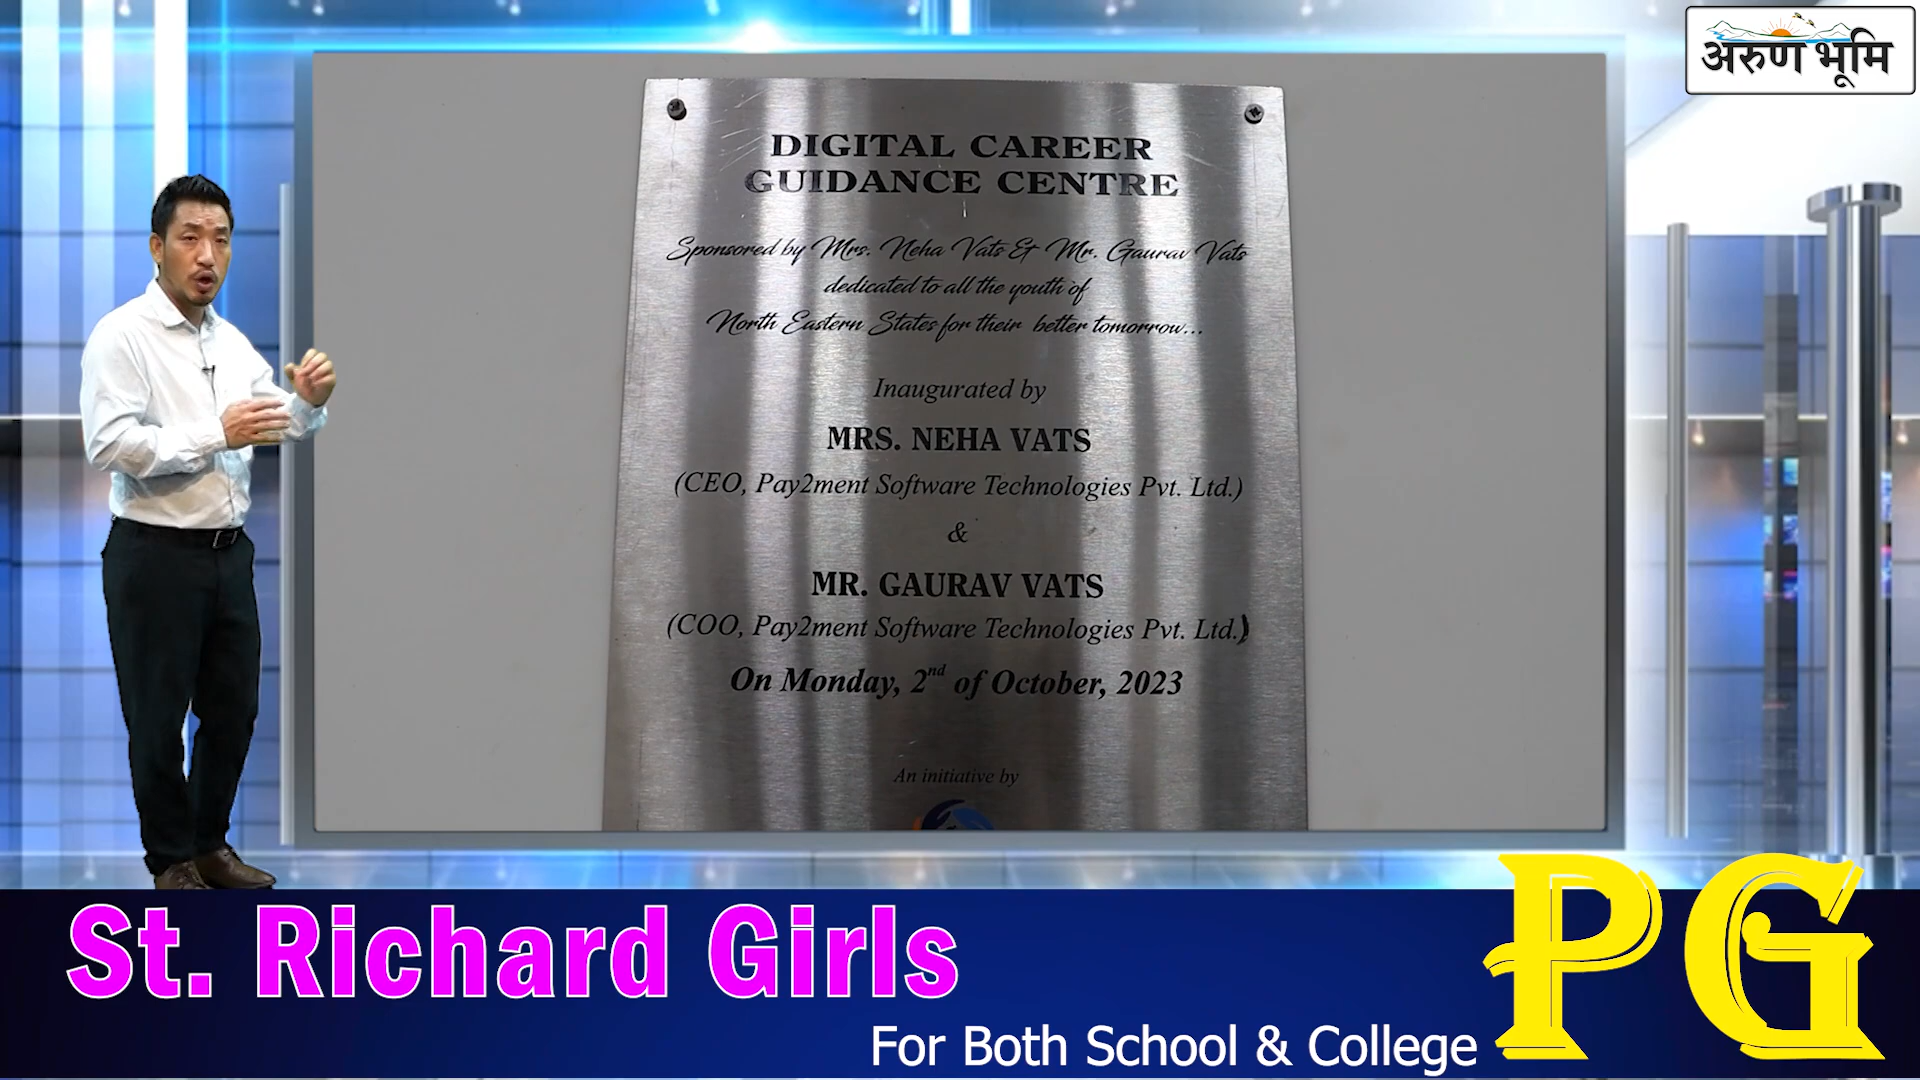 अरुण भूमि
DIGITAL CAREER
GUIDANCE CENTRE
Sponsored by Mrs. Neha Vats & Mr. Gaurav Vats
dedicated to all the youth of
North Eastern States for their better tomorrow...
Inaugurated by
MRS. NEHA VATS
(CEO, Pay2ment Software Technologies Pvt. Ltd.)
&
MR. GAURAV VATS
(COO, Pay2ment Software Technologies Pvt. Ltd.)
On Monday, 2nd of October, 2023
An initiative by
St. Richard Girls
PG
For Both School & College